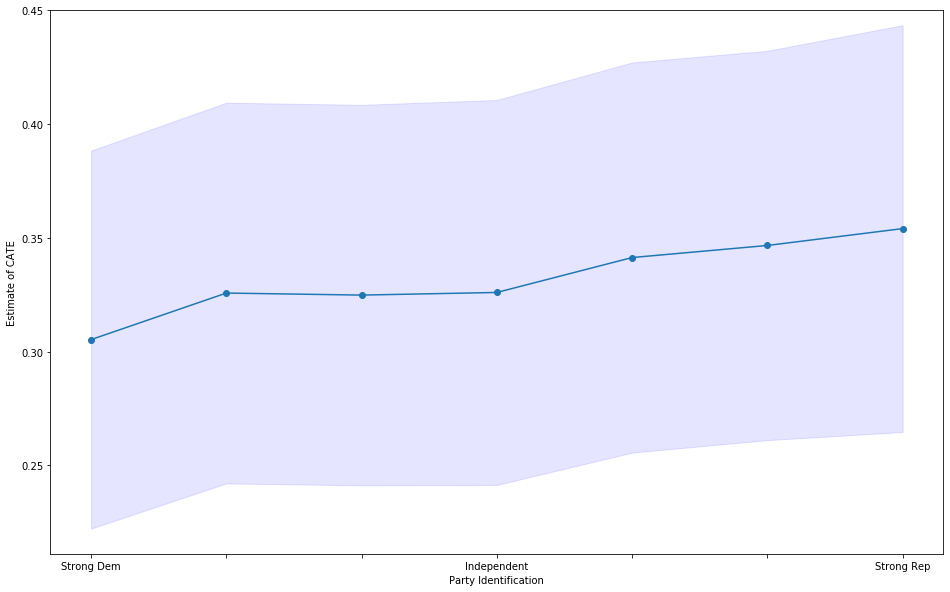 0.45
0.40
0.35
0.30
0.25
Estimate of CATE
Strong Dem
Independent
Strong Rep
Party Identification